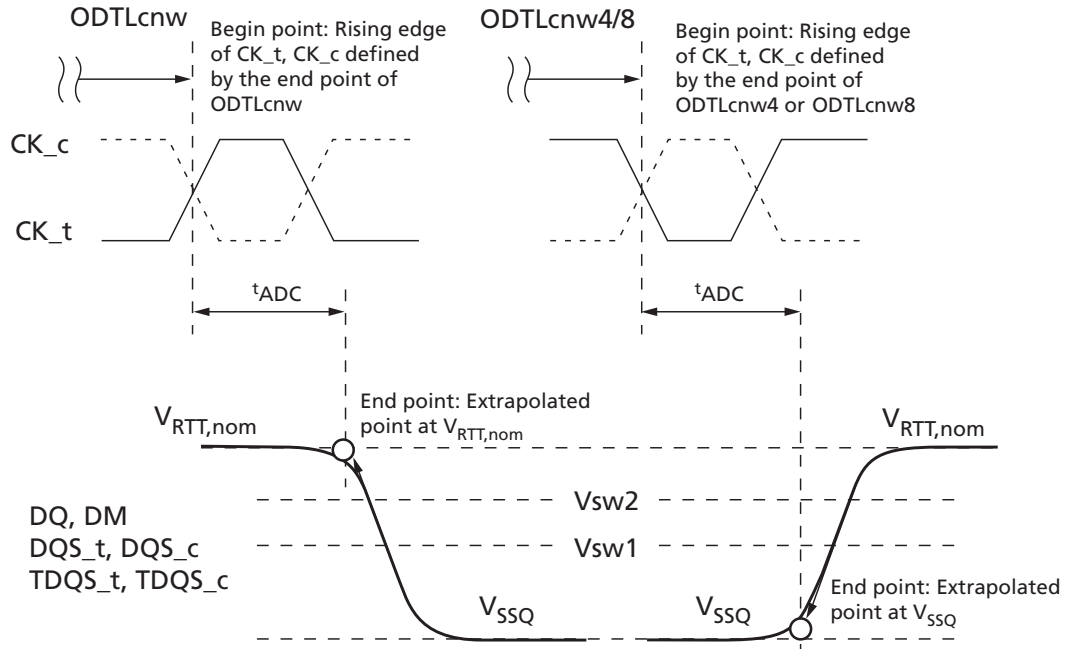 ODTLcnw
Begin point: Rising edge
of CK_t, CK_c defined
by the end point of
ODTLcnw
ODTLcnw4/8
Begin point: Rising edge
of CK_t, CK_c defined
by the end point of
ODTLcnw4 or ODTLcnw8
CK_c
CK_t
tADC
tADC
VRTT,nom
End point: Extrapolated
point at VRTT,nom
VRTT,nom
Vsw2
Vsw1
DQ, DM
DQS_t, DQS_c
TDQS_t, TDQS_c
VSSQ
VSSQ
End point: Extrapolated
point at VSSQ